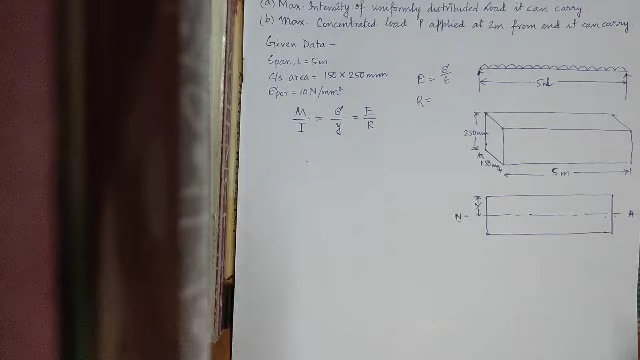 (a) Max. Intensity of uniformly distributed Load it can carry.
(b) Max. Concentrated load P applied at 2m from end it can carry
Given Data -
Span, L = 5m
C/s area = 150 × 250 mm
σper = 10 N/mm²
M/I = σ/y = E/R
E = σ/ε
R =
5m
250mm
150mm
5m
Y
N
A